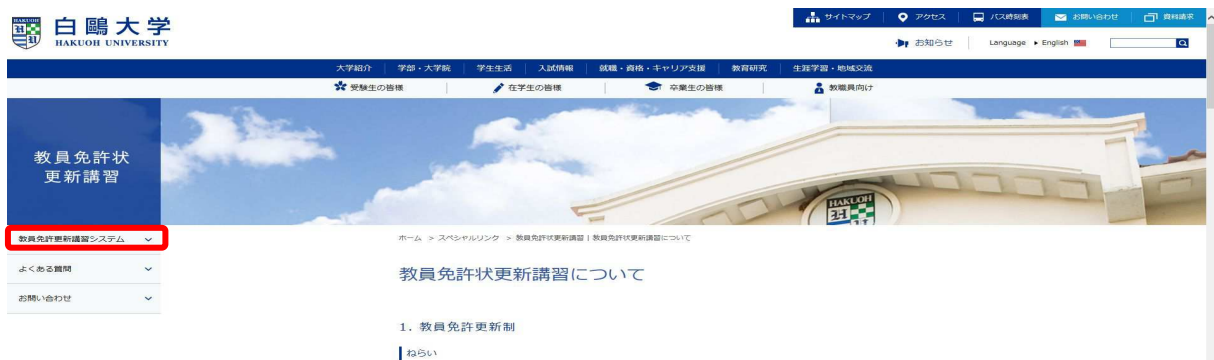 HAKUOH
白鷗大学
HAKUOH UNIVERSITY
サイトマップ アクセス バス時刻表 お問い合わせ 資料請求
お知らせ Language English
大学紹介 学部・大学院 学生生活 入試情報 就職・資格・キャリア支援 教育研究 生涯学習・地域交流
受験生の皆様 在学生の皆様 卒業生の皆様 教職員向け
教員免許状
更新講習
HAKUOH
教員免許更新講習システム
よくある質問
お問い合わせ
ホーム > スペシャルリンク > 教員免許状更新講習 | 教員免許状更新講習について
教員免許状更新講習について
1. 教員免許更新制
ねらい